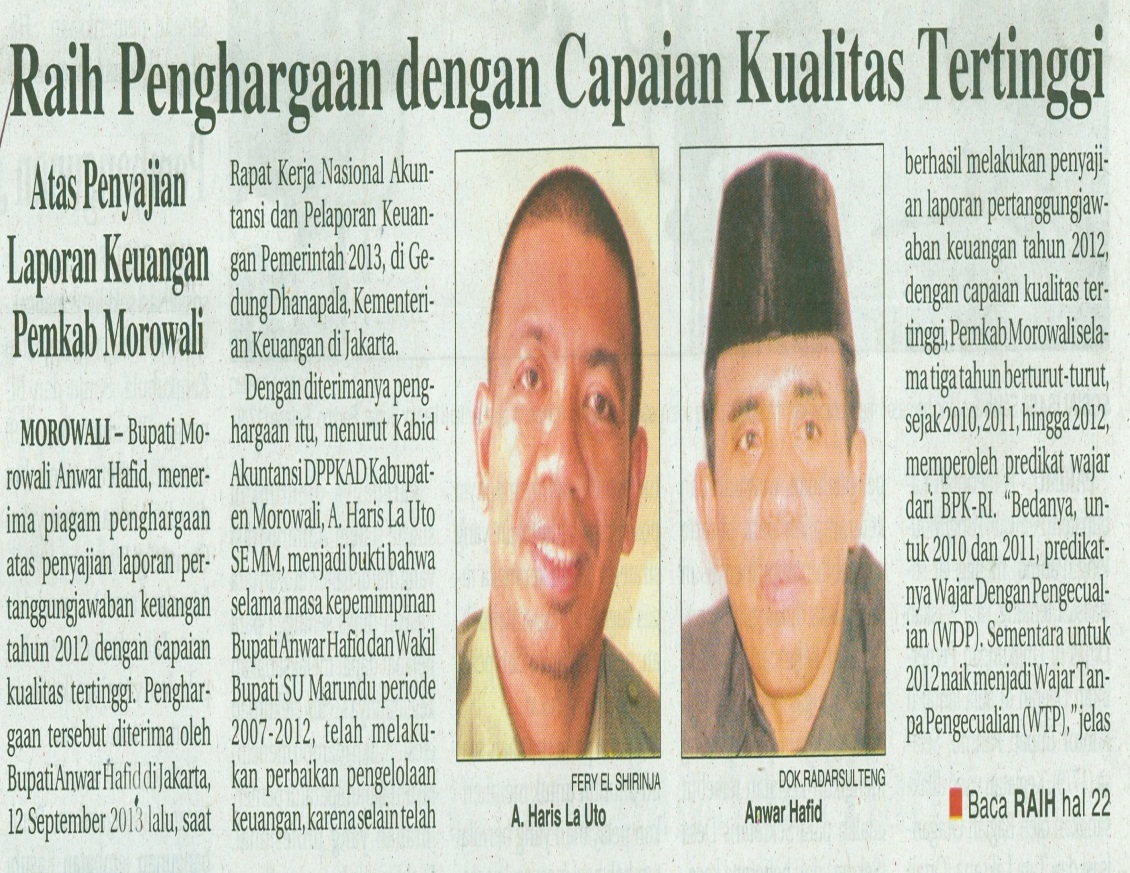 Raih Penghargaan dengan Capaian Kualitas Tertinggi
Atas Penyajian
Laporan Keuangan
Pemkab Morowali
MOROWALI – Bupati Mo-
rowali Anwar Hafid, mener-
ima piagam penghargaan
atas penyajian laporan per-
tanggungjawaban keuangan
tahun 2012 dengan capaian
kualitas tertinggi. Penghar-
gaan tersebut diterima oleh
Bupati Anwar Hafid di Jakarta,
12 September 2013 lalu, saat
Rapat Kerja Nasional Akun-
tansi dan Pelaporan Keuan-
gan Pemerintah 2013, di Ge-
dung Dhanapala, Kementeri-
an Keuangan di Jakarta.
Dengan diterimanya peng-
hargaan itu, menurut Kabid
Akuntansi DPPKAD Kabupat-
en Morowali, A. Haris La Uto
SE MM, menjadi bukti bahwa
selama masa kepemimpinan
Bupati Anwar Hafid dan Wakil
Bupati SU Marundu periode
2007-2012, telah melaku-
kan perbaikan pengelolaan
keuangan, karena selain telah
FERY EL SHIRINJA
A. Haris La Uto
DOK.RADARSULTENG
Anwar Hafid
berhasil melakukan penyaji-
an laporan pertanggungjaw-
aban keuangan tahun 2012,
dengan capaian kualitas ter-
tinggi, Pemkab Morowali sela-
ma tiga tahun berturut-turut,
sejak 2010, 2011, hingga 2012,
memperoleh predikat wajar
dari BPK-RI. “Bedanya, un-
tuk 2010 dan 2011, predikat-
nya Wajar Dengan Pengecual-
ian (WDP). Sementara untuk
2012 naik menjadi Wajar Tan-
pa Pengecualian (WTP),” jelas
Baca RAIH hal 22